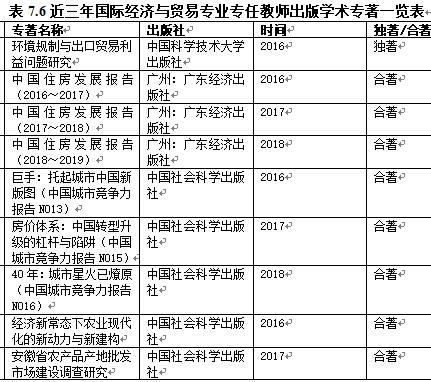 表 7.6 近三年国际经济与贸易专业专任教师出版学术专著一览表
专著名称 出版社 时间 独著/合著
环境规制与出口贸易利 中国科学技术大学 2016 独著
益问题研究 出版社
中国住房发展报告 广州：广东经济出 2016 合著
（2016～2017） 版社
中国住房发展报告 广州：广东经济出 2017 合著
（2017～2018） 版社
中国住房发展报告 广州：广东经济出 2018 合著
（2018～2019） 版社
巨手：托起城市中国新 中国社会科学出版 2016 合著
版图（中国城市竞争力 社
报告 NO13）
房价体系：中国转型升 中国社会科学出版 2017 合著
级的杠杆与陷阱（中国 社
城市竞争力报告 NO15）
40 年：城市星火已燎原 中国社会科学出版 2018 合著
（中国城市竞争力报告 社
NO16）
经济新常态下农业现代 中国社会科学出版 2016 合著
化的新动力与新建构 社
安徽省农产品产地批发 中国社会科学出版 2017 合著
市场建设调查研究 社